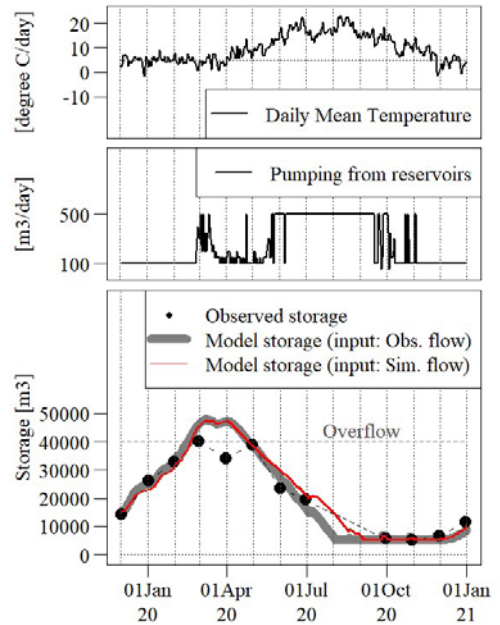 [degree C/day]
20
10
0
-10
Daily Mean Temperature
[m3/day]
500
100
Pumping from reservoirs
Storage [m3]
Observed storage
Model storage (input: Obs. flow)
Model storage (input: Sim. flow)
50000
40000
30000
20000
10000
0
Overflow
01Jan 01Apr 01Jul 01Oct 01Jan
20 20 20 20 21